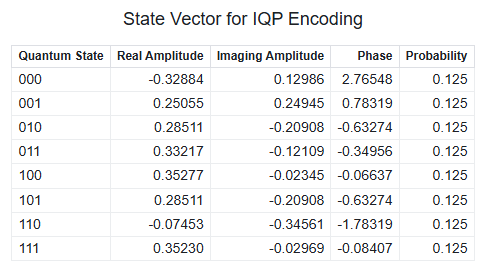 State Vector for IQP Encoding
Quantum State Real Amplitude Imaging Amplitude Phase Probability
000 -0.32884 0.12986 2.76548 0.125
001 0.25055 0.24945 0.78319 0.125
010 0.28511 -0.20908 -0.63274 0.125
011 0.33217 -0.12109 -0.34956 0.125
100 0.35277 -0.02345 -0.06637 0.125
101 0.28511 -0.20908 -0.63274 0.125
110 -0.07453 -0.34561 -1.78319 0.125
111 0.35230 -0.02969 -0.08407 0.125